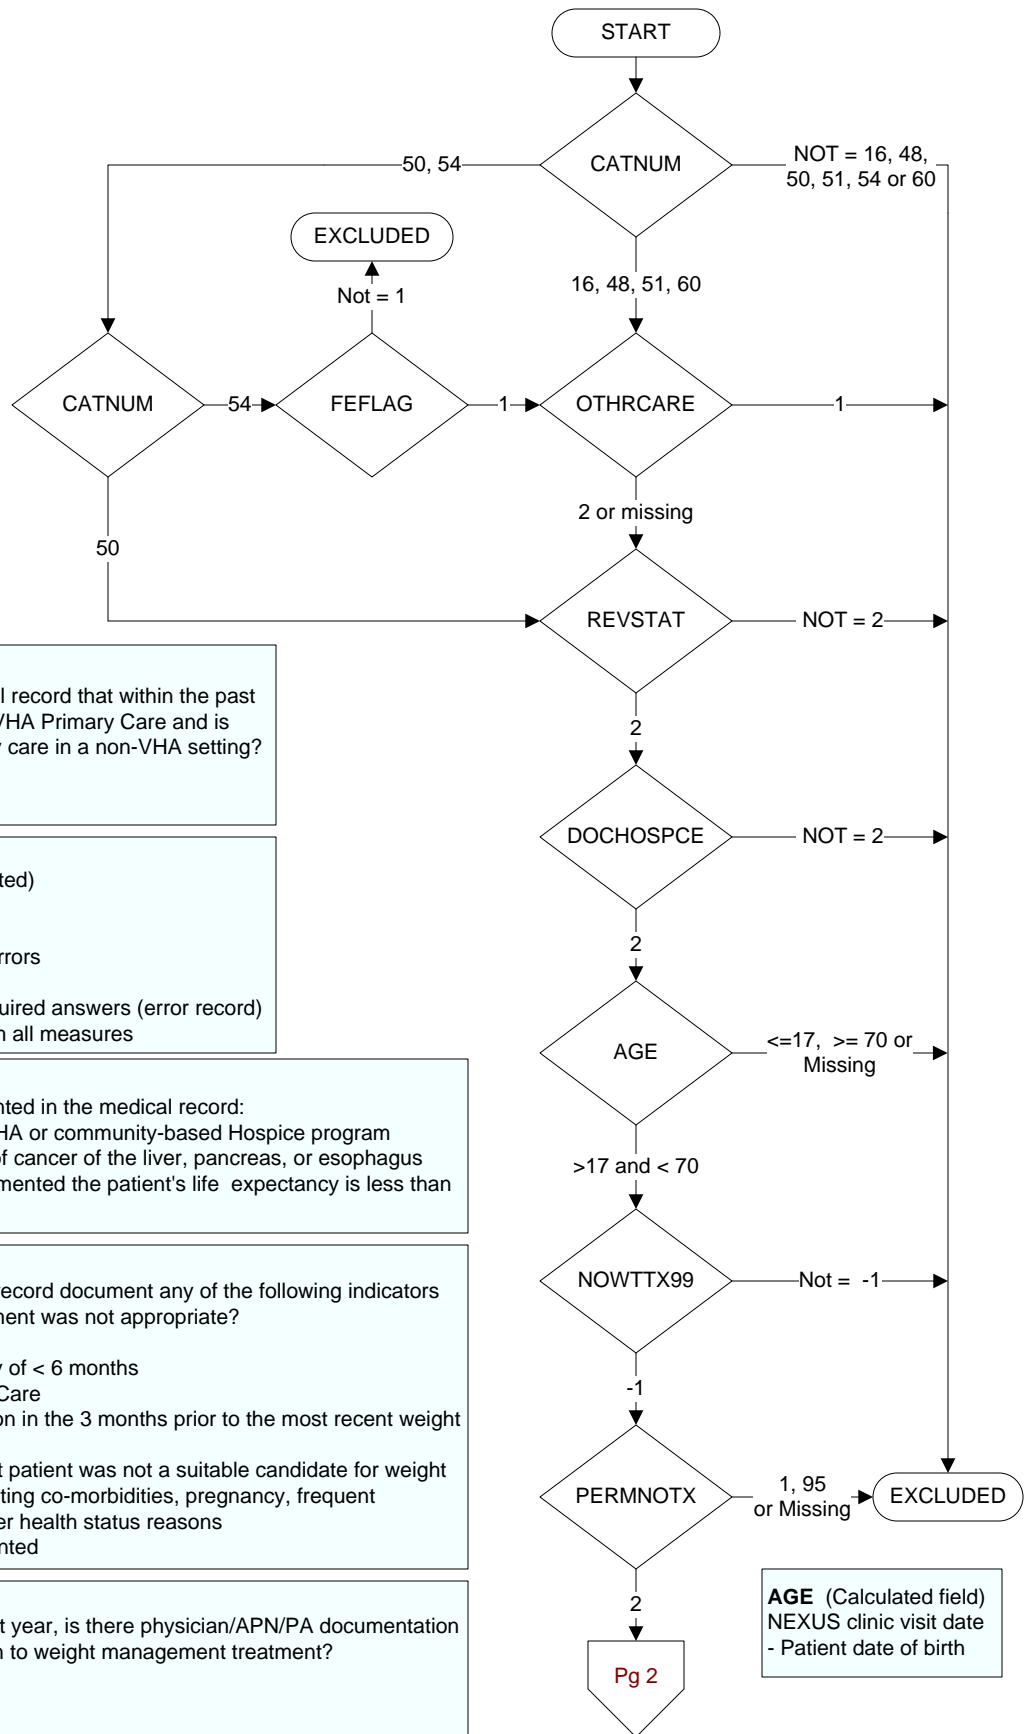 START
CATNUM
50, 54
NOT = 16, 48,
50, 51, 54 or 60
EXCLUDED
Not = 1
16, 48, 51, 60
CATNUM
54
FEFLAG
1
OTHRCARE
1
2 or missing
50
REVSTAT
NOT = 2
2
DOCHOSPCE
NOT = 2
2
AGE
<=17, >= 70 or
Missing
>17 and < 70
NOWTTX99
Not = -1
-1
PERMNOTX
1, 95
or Missing
EXCLUDED
2
Pg 2
record that within the past
VHA Primary Care and is
care in a non-VHA setting?
ted)
rrors
uired answers (error record)
all measures
nted in the medical record:
HA or community-based Hospice program
of cancer of the liver, pancreas, or esophagus
mented the patient's life expectancy is less than
record document any of the following indicators
ment was not appropriate?
of < 6 months
Care
on in the 3 months prior to the most recent weight
patient was not a suitable candidate for weight
ting co-morbidities, pregnancy, frequent
er health status reasons
nted
year, is there physician/APN/PA documentation
to weight management treatment?
AGE (Calculated field)
NEXUS clinic visit date
- Patient date of birth